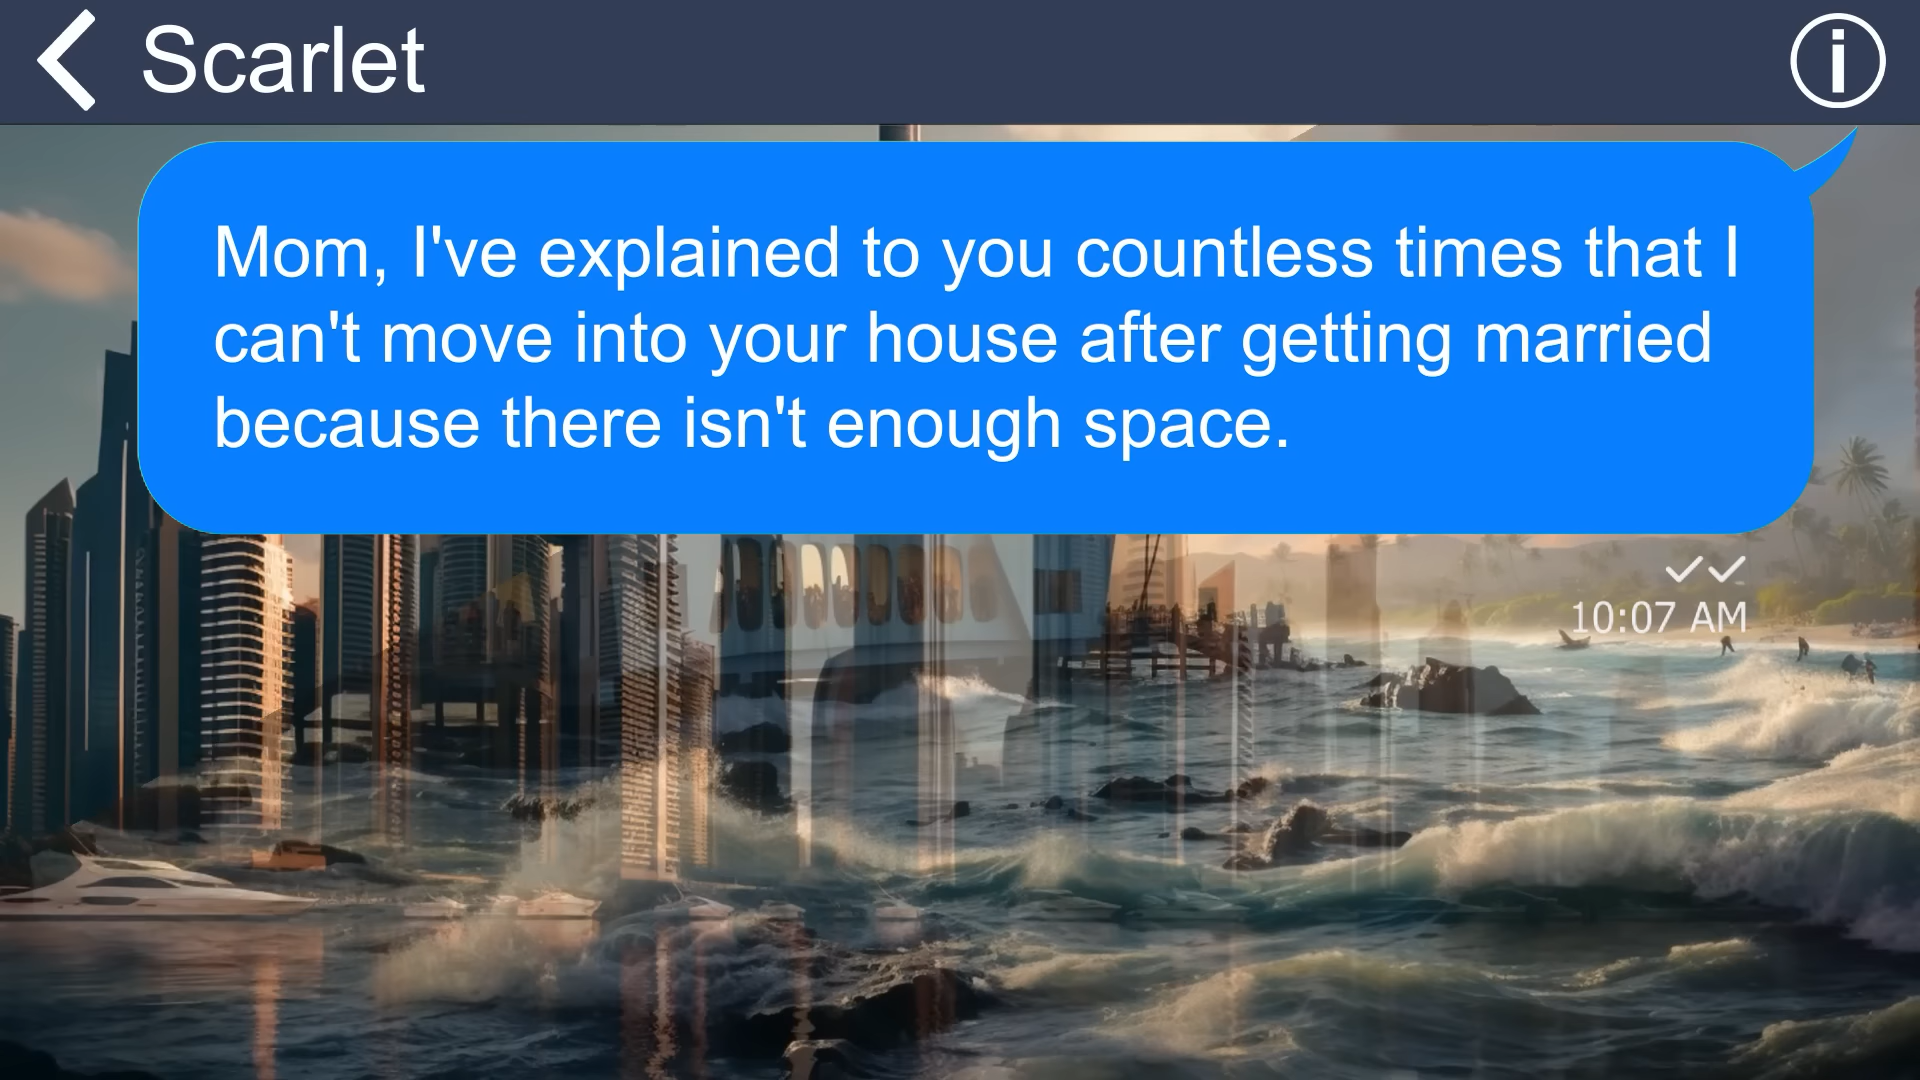 Scarlet
Mom, I've explained to you countless times that I
can't move into your house after getting married
because there isn't enough space.
10:07 AM